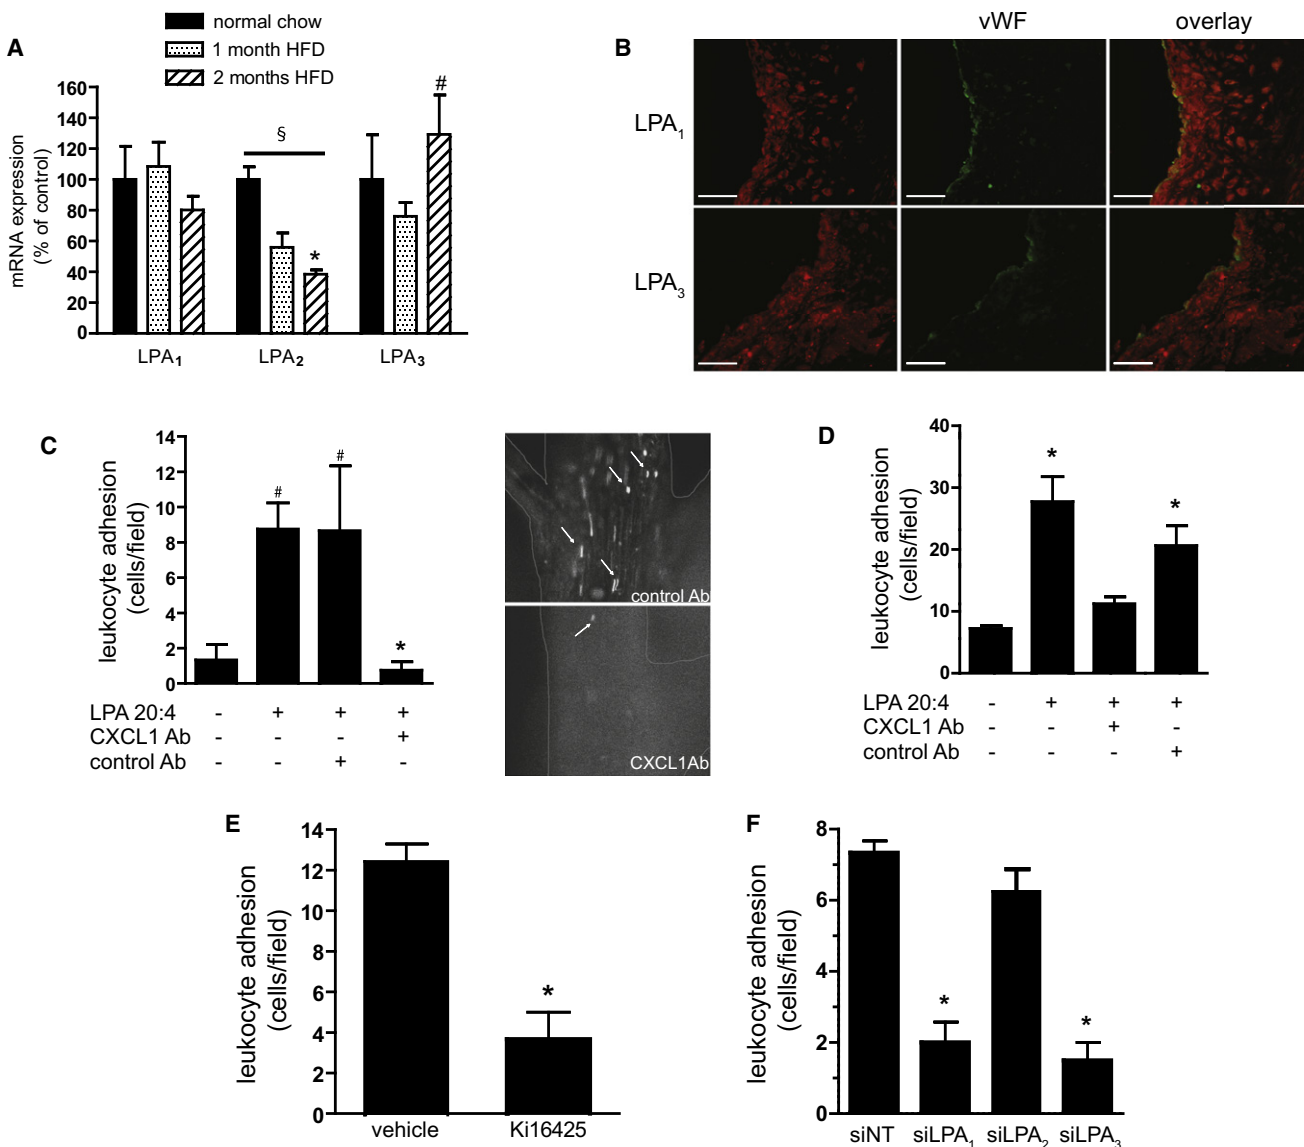 A
normal chow
1 month HFD
2 months HFD
mRNA expression
(% of control)
160
140
120
100
80
60
40
20
0
§
*
#
LPA1
LPA2
LPA3
B
vWF
overlay
LPA1
LPA3
C
leukocyte adhesion
(cells/field)
14
12
10
8
6
4
2
0
#
#
*
LPA 20:4 - + + +
CXCL1 Ab - - - +
control Ab - - + -
control Ab
CXCL1Ab
D
leukocyte adhesion
(cells/field)
40
30
20
10
0
*
*
LPA 20:4 - + + +
CXCL1 Ab - - + -
control Ab - - - +
E
leukocyte adhesion
(cells/field)
14
12
10
8
6
4
2
0
*
vehicle
Ki16425
F
leukocyte adhesion
(cells/field)
8
6
4
2
0
*
*
siNT
siLPA1
siLPA2
siLPA3